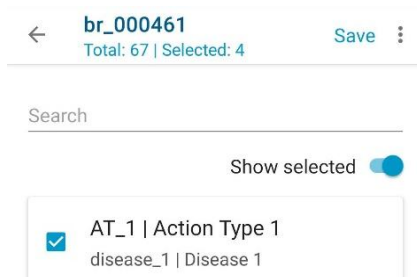 br_000461
Total: 67 | Selected: 4
Save
Search
Show selected
AT_1 | Action Type 1
disease_1 | Disease 1